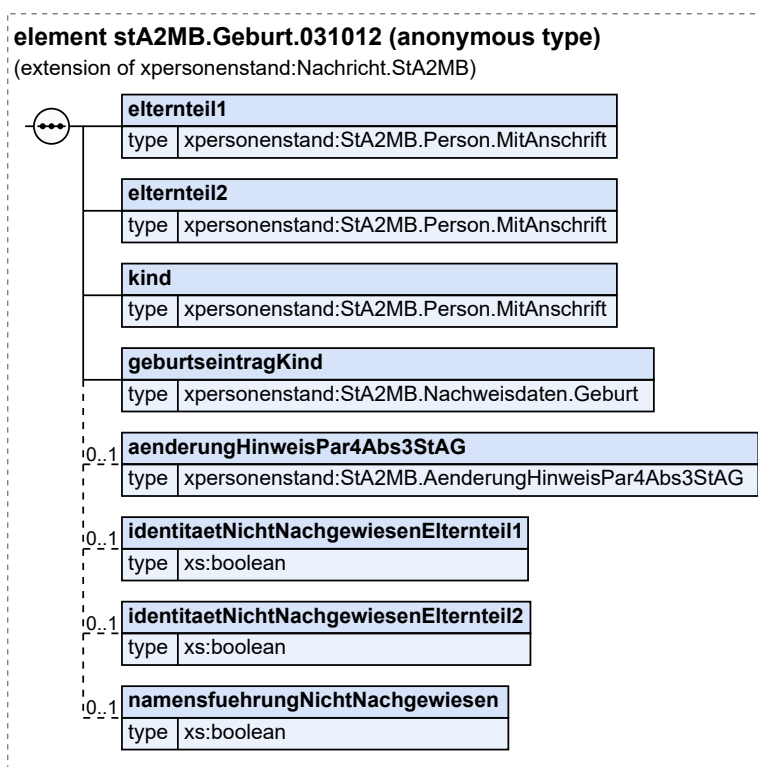 element stA2MB.Geburt.031012 (anonymous type)
(extension of xpersonenstand:Nachricht.StA2MB)
elternteil1
type xpersonenstand:StA2MB.Person.MitAnschrift
elternteil2
type xpersonenstand:StA2MB.Person.MitAnschrift
kind
type xpersonenstand:StA2MB.Person.MitAnschrift
geburtseintragKind
type xpersonenstand:StA2MB.Nachweisdaten.Geburt
0..1 aenderungHinweisPar4Abs3StAG
type xpersonenstand:StA2MB.AenderungHinweisPar4Abs3StAG
0..1 identitaetNichtNachgewiesenElternteil1
type xs:boolean
0..1 identitaetNichtNachgewiesenElternteil2
type xs:boolean
0..1 namensfuehrungNichtNachgewiesen
type xs:boolean